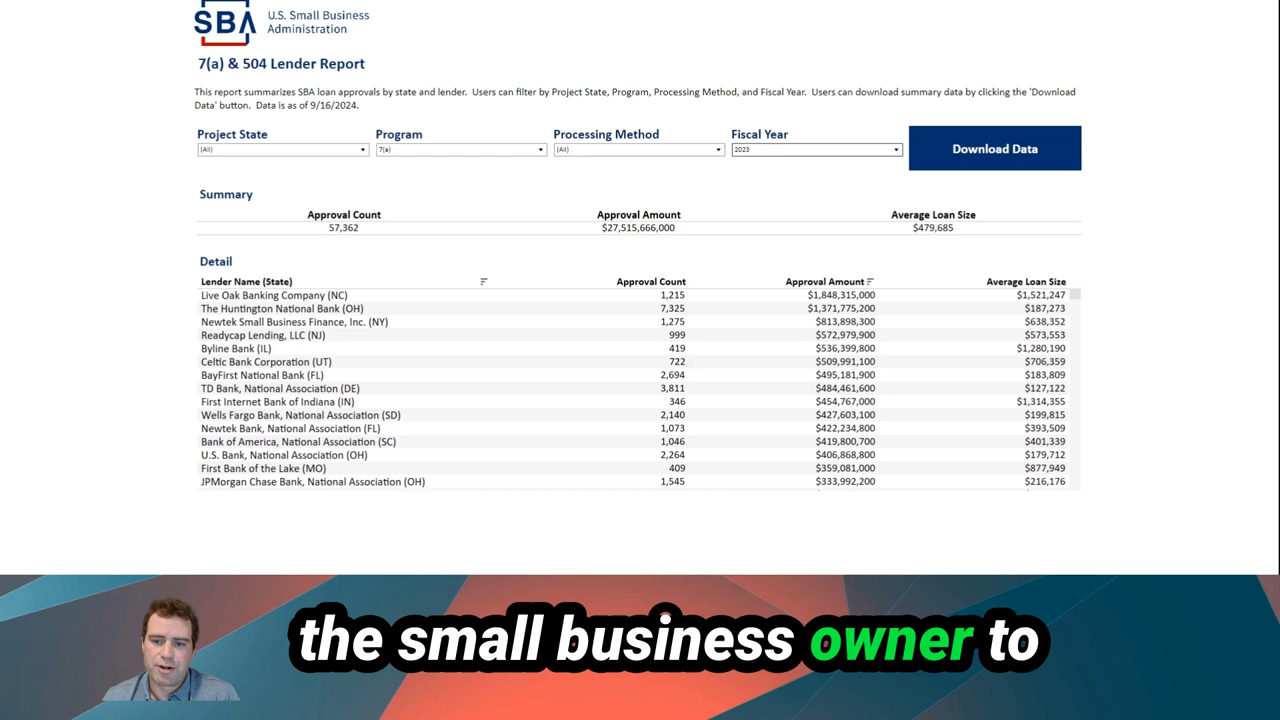 SBA
U.S. Small Business
Administration
7(a) & 504 Lender Report
This report summarizes SBA loan approvals by state and lender. Users can filter by Project State, Program, Processing Method, and Fiscal Year. Users can download summary data by clicking the 'Download
Data' button. Data is as of 9/16/2024.
Project State Program Processing Method Fiscal Year
(All) 7(a) (All) 2023
Download Data
Summary
Approval Count Approval Amount Average Loan Size
57,362 $27,515,666,000 $479,685
Detail
Lender Name (State) Approval Count Approval Amount Average Loan Size
Live Oak Banking Company (NC) 1,215 $1,848,315,000 $1,521,247
The Huntington National Bank (OH) 7,325 $1,371,775,200 $187,273
Newtek Small Business Finance, Inc. (NY) 1,275 $813,898,300 $638,352
Readycap Lending, LLC (NJ) 999 $572,979,900 $573,553
Byline Bank (IL) 419 $536,399,800 $1,280,190
Celtic Bank Corporation (UT) 722 $509,991,100 $706,359
BayFirst National Bank (FL) 2,694 $495,181,900 $183,809
TD Bank, National Association (DE) 3,811 $484,461,600 $127,122
First Internet Bank of Indiana (IN) 346 $454,767,000 $1,314,355
Wells Fargo Bank, National Association (SD) 2,140 $427,603,100 $199,815
Newtek Bank, National Association (FL) 1,073 $422,234,800 $393,509
Bank of America, National Association (SC) 1,046 $419,800,700 $401,339
U.S. Bank, National Association (OH) 2,264 $406,868,800 $179,712
First Bank of the Lake (MO) 409 $359,081,000 $877,949
JPMorgan Chase Bank, National Association (OH) 1,545 $333,992,200 $216,176
the small business owner to